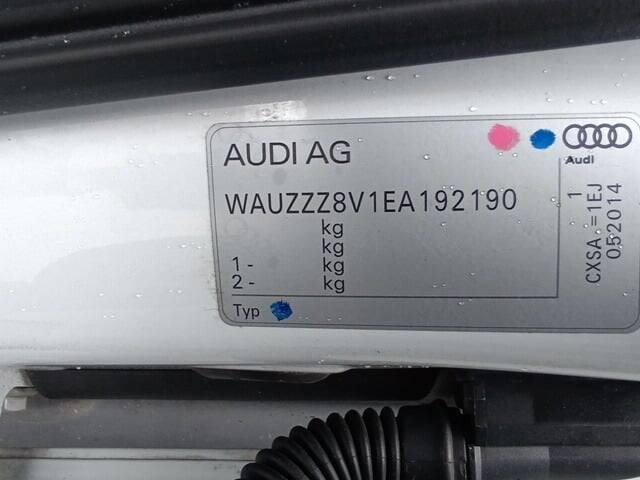 AUDI AG
Audi
WAUZZZ8V1EA192190
kg
kg
1 - kg
2 - kg
Typ
CXSA .=1EJ
1
052014